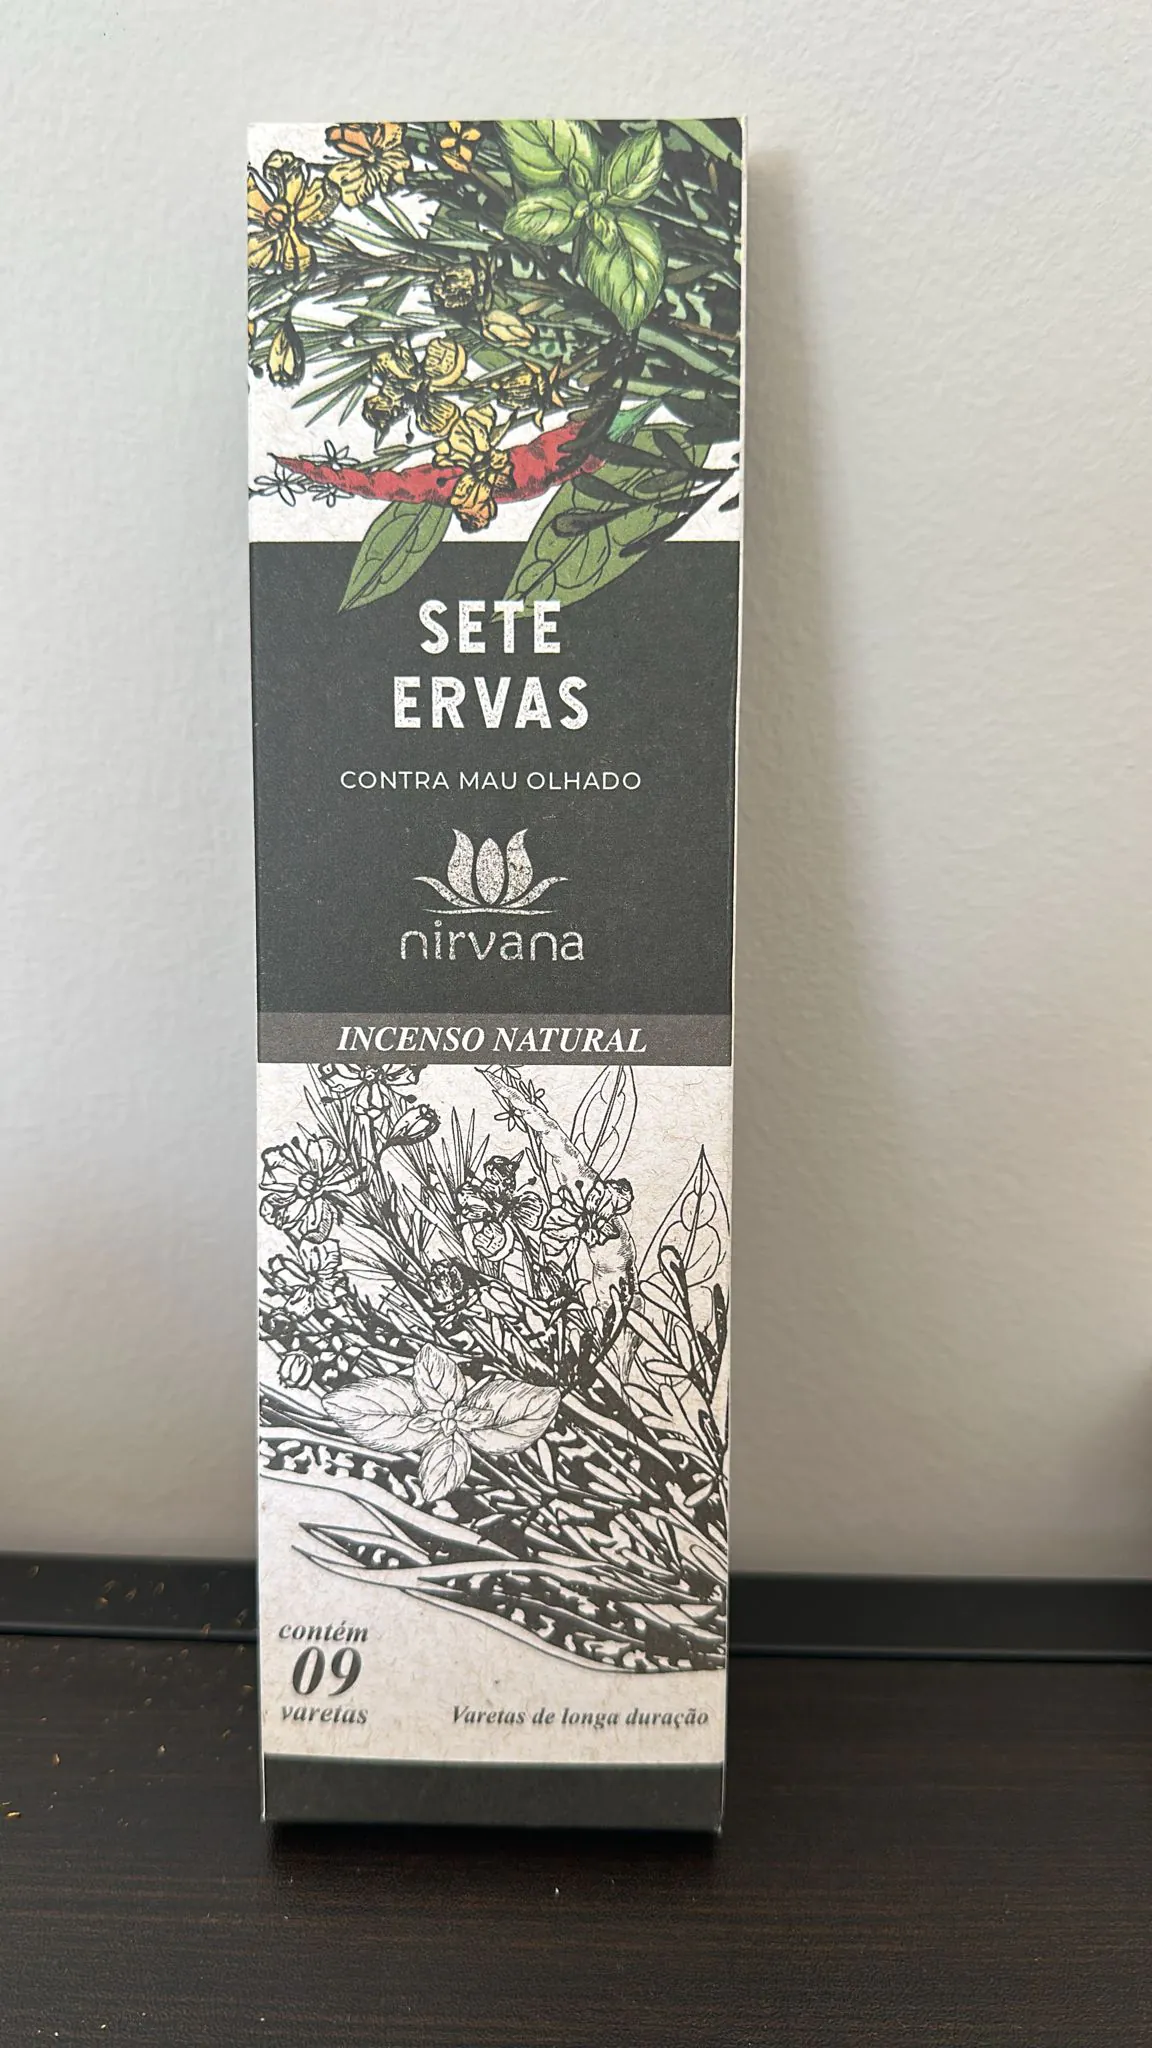 SETE
ERVAS
CONTRA MAU OLHADO
nirvana
INCENSO NATURAL
contém
09
varetas
Varetas de longa duração